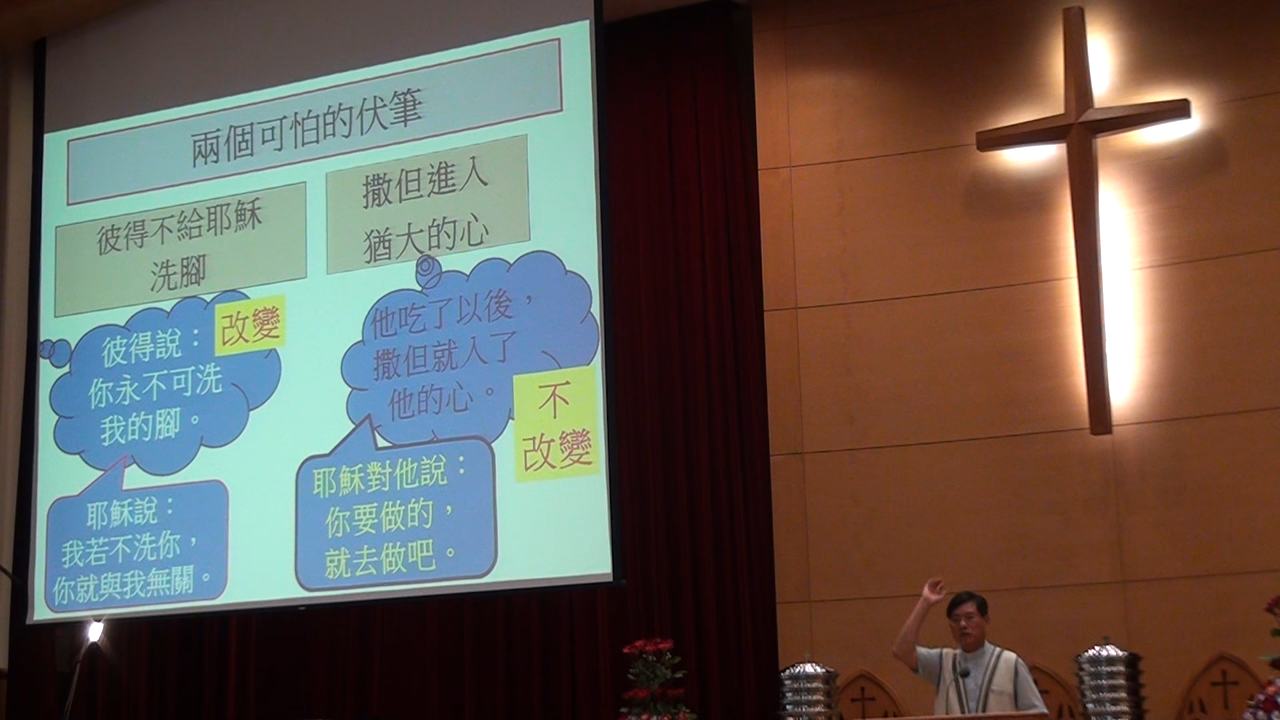 兩個可怕的伏筆
彼得不給耶穌
洗腳
彼得說：
你永不可洗
我的腳。
改變
耶穌說：
我若不洗你，
你就與我無關。
撒但進入
猶大的心
他吃了以後，
撒但就入了
他的心。
不
改變
耶穌對他說：
你要做的，
就去做吧。